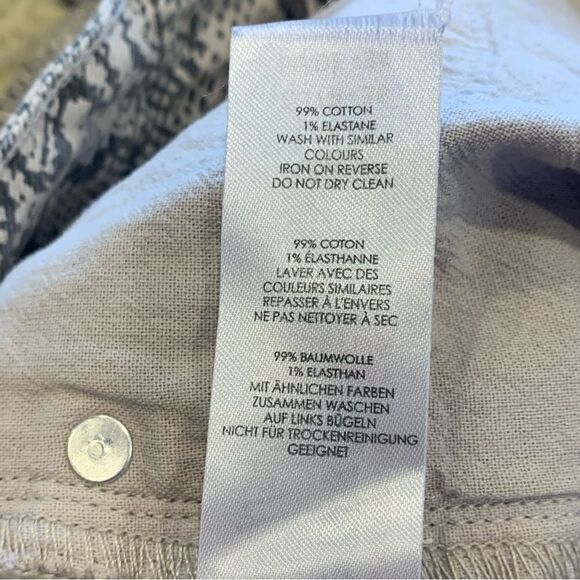 99% COTTON
1% ELASTANE
WASH WITH SIMILAR
COLOURS
IRON ON REVERSE
DO NOT DRY CLEAN
99% COTON
1% ÉLASTHANNE
LAVER AVEC DES
COULEURS SIMILAIRES
REPASSER À L'ENVERS
NE PAS NETTOYER À SEC
99% BAUMWOLLE
1% ELASTHAN
MIT ÄHNLICHEN FARBEN
ZUSAMMEN WASCHEN
AUF LINKS BÜGELN
NICHT FÜR TROCKENREINIGUNG
GEEIGNET